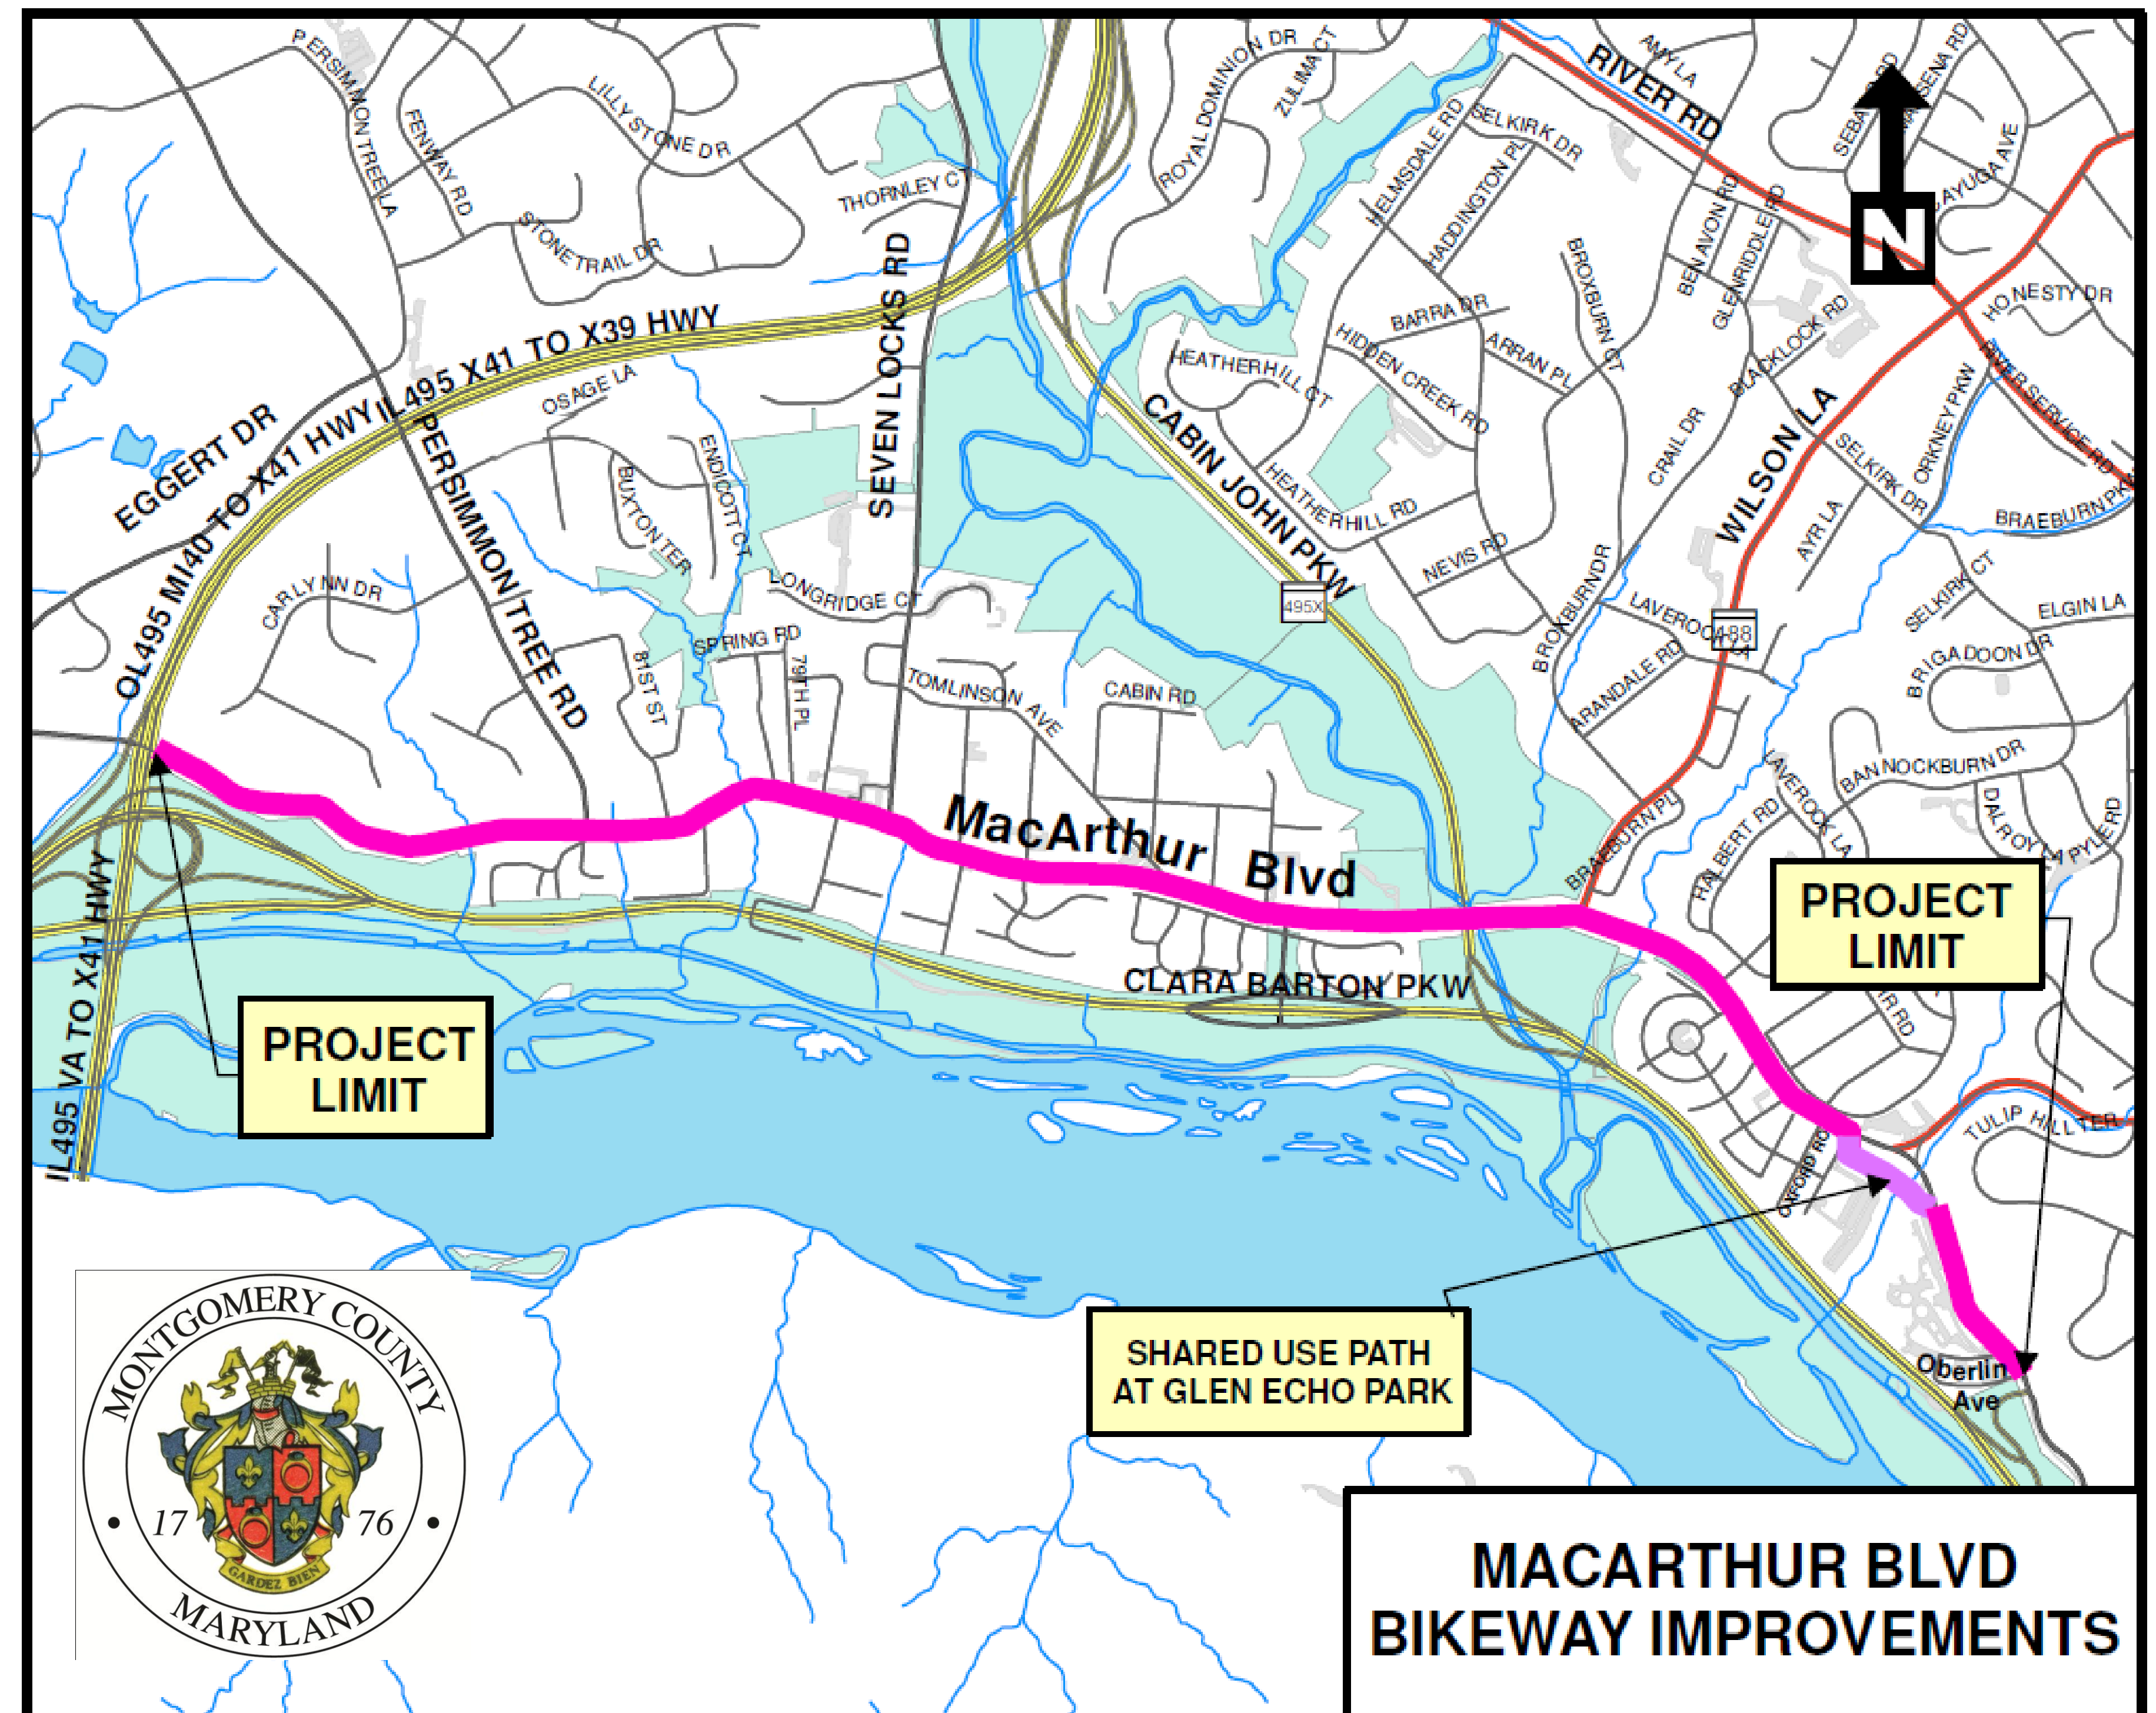 PERSIMMON TREE LA
FENWAY RD
LILLY STONE DR
STONETRAIL DR
THORNLEY CT
SEVEN LOCKS RD
ROYAL DOMINION DR
ZULIMA CT
HELMSDALE RD
SELKIRK DR
HADDINGTON PL
RIVER RD
AMY LA
CAYUGA AVE
N
BEN AVON RD
GLENRIDDLE RD
BROXBURN CT
BARRA DR
ARRAN PL
HIDDEN CREEK RD
HEATHERHILL CT
BLACKLOCK RD
HONESTY DR
RIVER SERVICE RD
ORKNEY PKW
SELKIRK DR
BRAEBURN PKW
WILSON LA
CRAIL DR
AYR LA
EGGERT DR
OL495 MI40 TO X41 HWY
IL495 X41 TO X39 HWY
OSAGE LA
PERSIMMON TREE RD
BUXTON TER
ENDICOTT CT
CABIN JOHN PKW
HEATHERHILL RD
NEVIS RD
495X
BROXBURN DR
LAVEROCK LA
488
ARANDALE RD
SELKIRK CT
ELGIN LA
BRIGADOON DR
CARLYNN DR
LONGRIDGE CT
SPRING RD
81ST ST
79TH PL
TOMLINSON AVE
CABIN RD
MacArthur Blvd
BRAEBURN PL
LAVEROCK LA
HALBERT RD
BANNOCKBURN DR
DALROY LA
PYLE RD
PROJECT
LIMIT
CLARA BARTON PKW
IL495 VA TO X41 HWY
PROJECT
LIMIT
IR RD
TULIP HILL TER
OXFORD RD
SHARED USE PATH
AT GLEN ECHO PARK
Oberlin
Ave
MONTGOMERY COUNTY
17 76
GARDEZ BIEN
MARYLAND
MACARTHUR BLVD
BIKEWAY IMPROVEMENTS